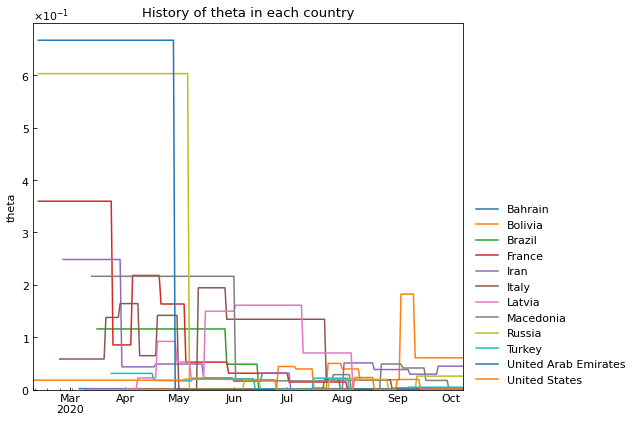 History of theta in each country
×10⁻¹
6
5
4
3
2
1
0
theta
Mar Apr May Jun Jul Aug Sep Oct
2020
Bahrain
Bolivia
Brazil
France
Iran
Italy
Latvia
Macedonia
Russia
Turkey
United Arab Emirates
United States